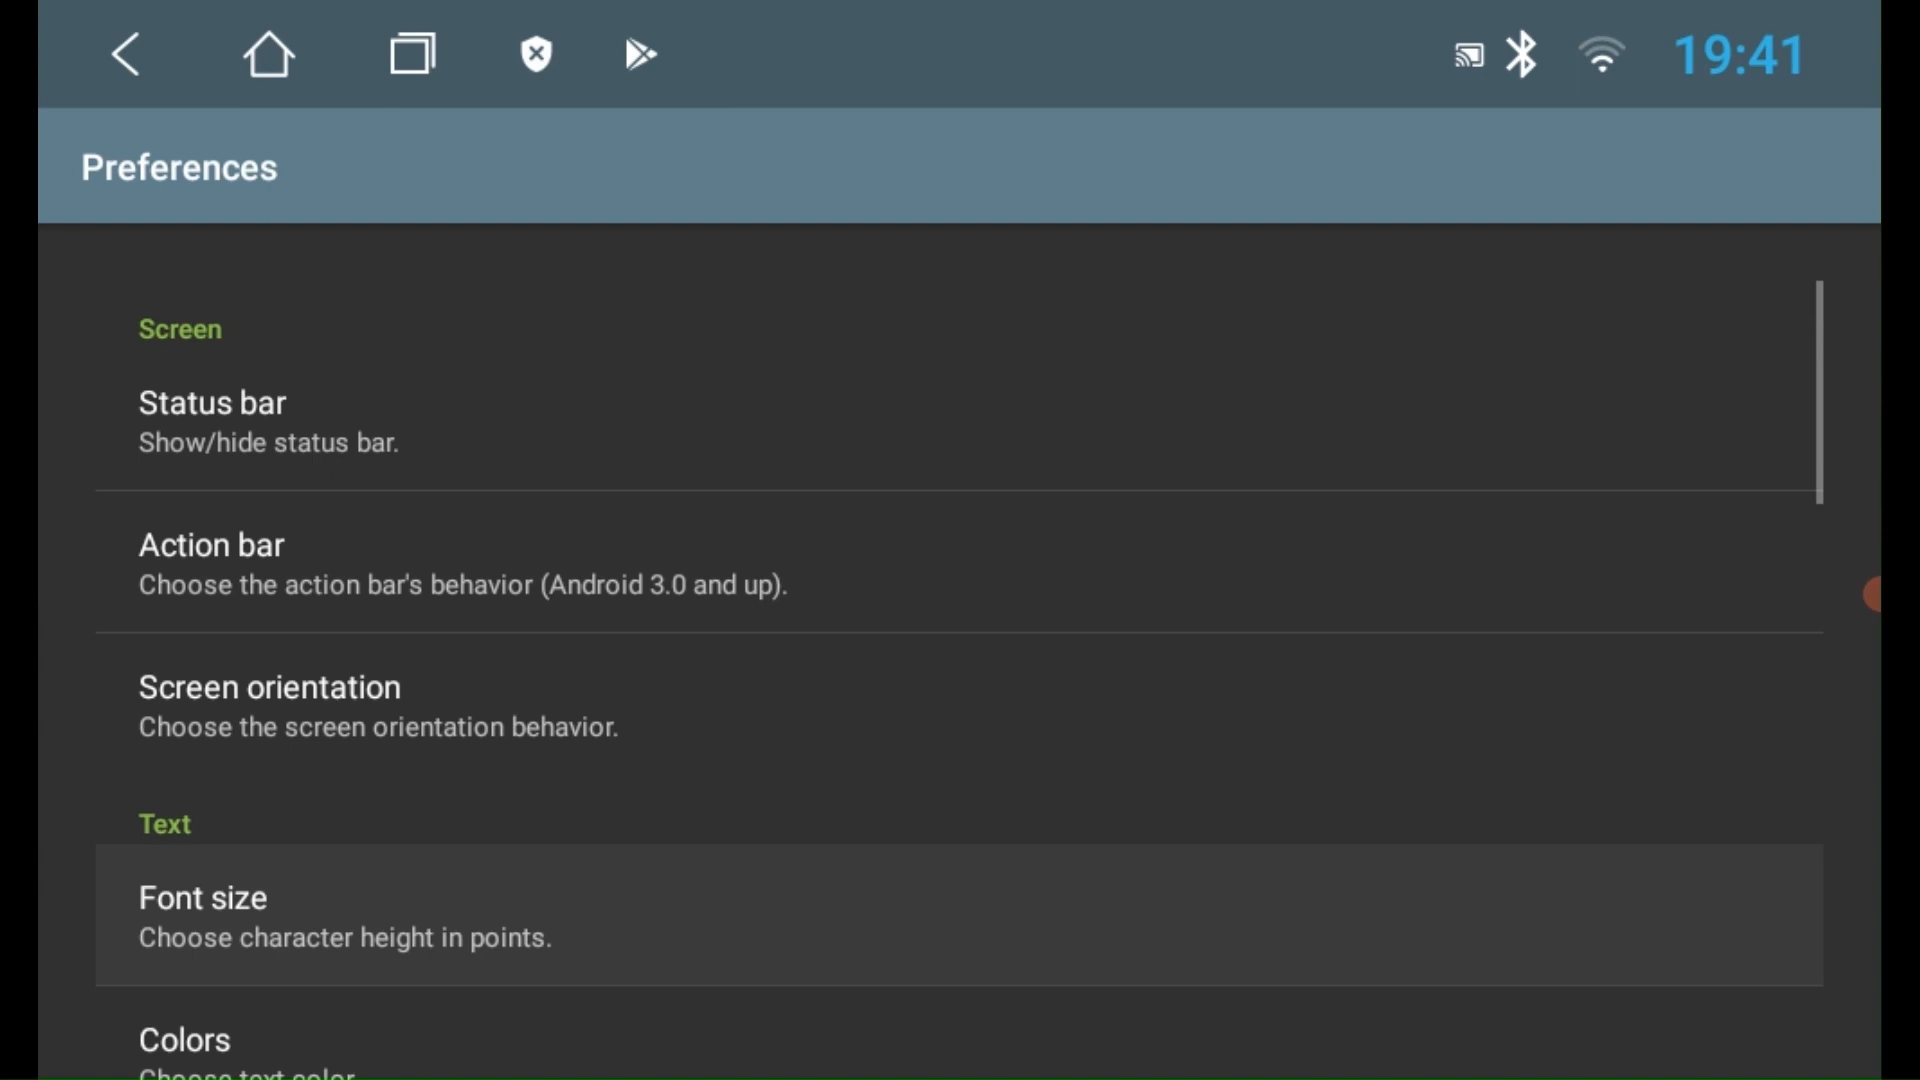 19:41
Preferences
Screen
Status bar
Show/hide status bar.
Action bar
Choose the action bar's behavior (Android 3.0 and up).
Screen orientation
Choose the screen orientation behavior.
Text
Font size
Choose character height in points.
Colors
Choose text color.